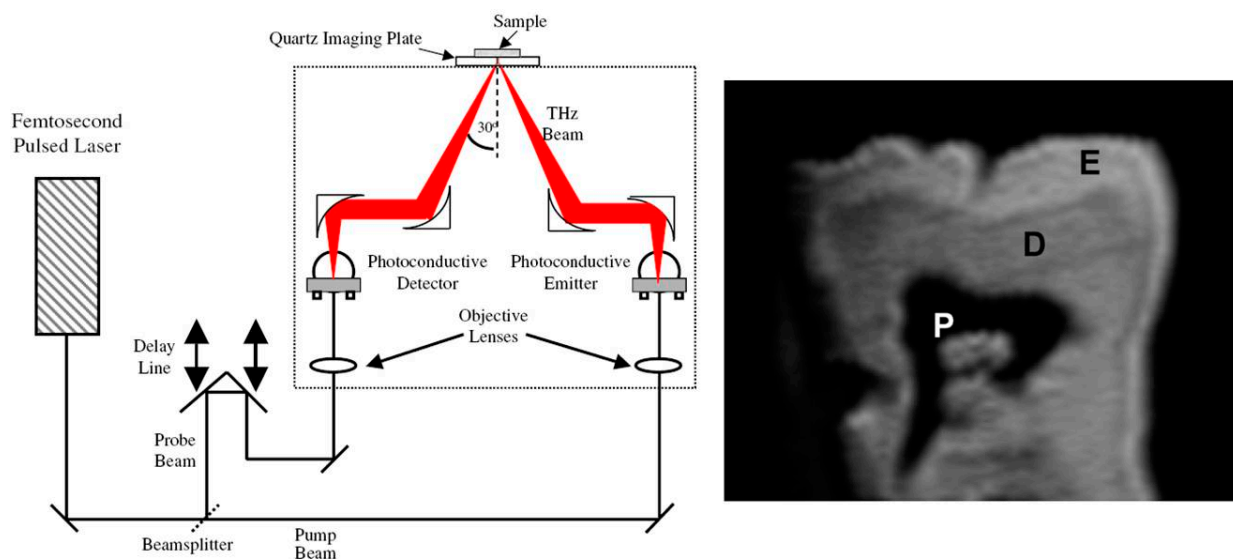 Sample
Quartz Imaging Plate
Femtosecond
Pulsed Laser
30°
THz
Beam
Photoconductive
Detector
Photoconductive
Emitter
Objective
Lenses
Delay
Line
Probe
Beam
Beamsplitter
Pump
Beam
E
D
P